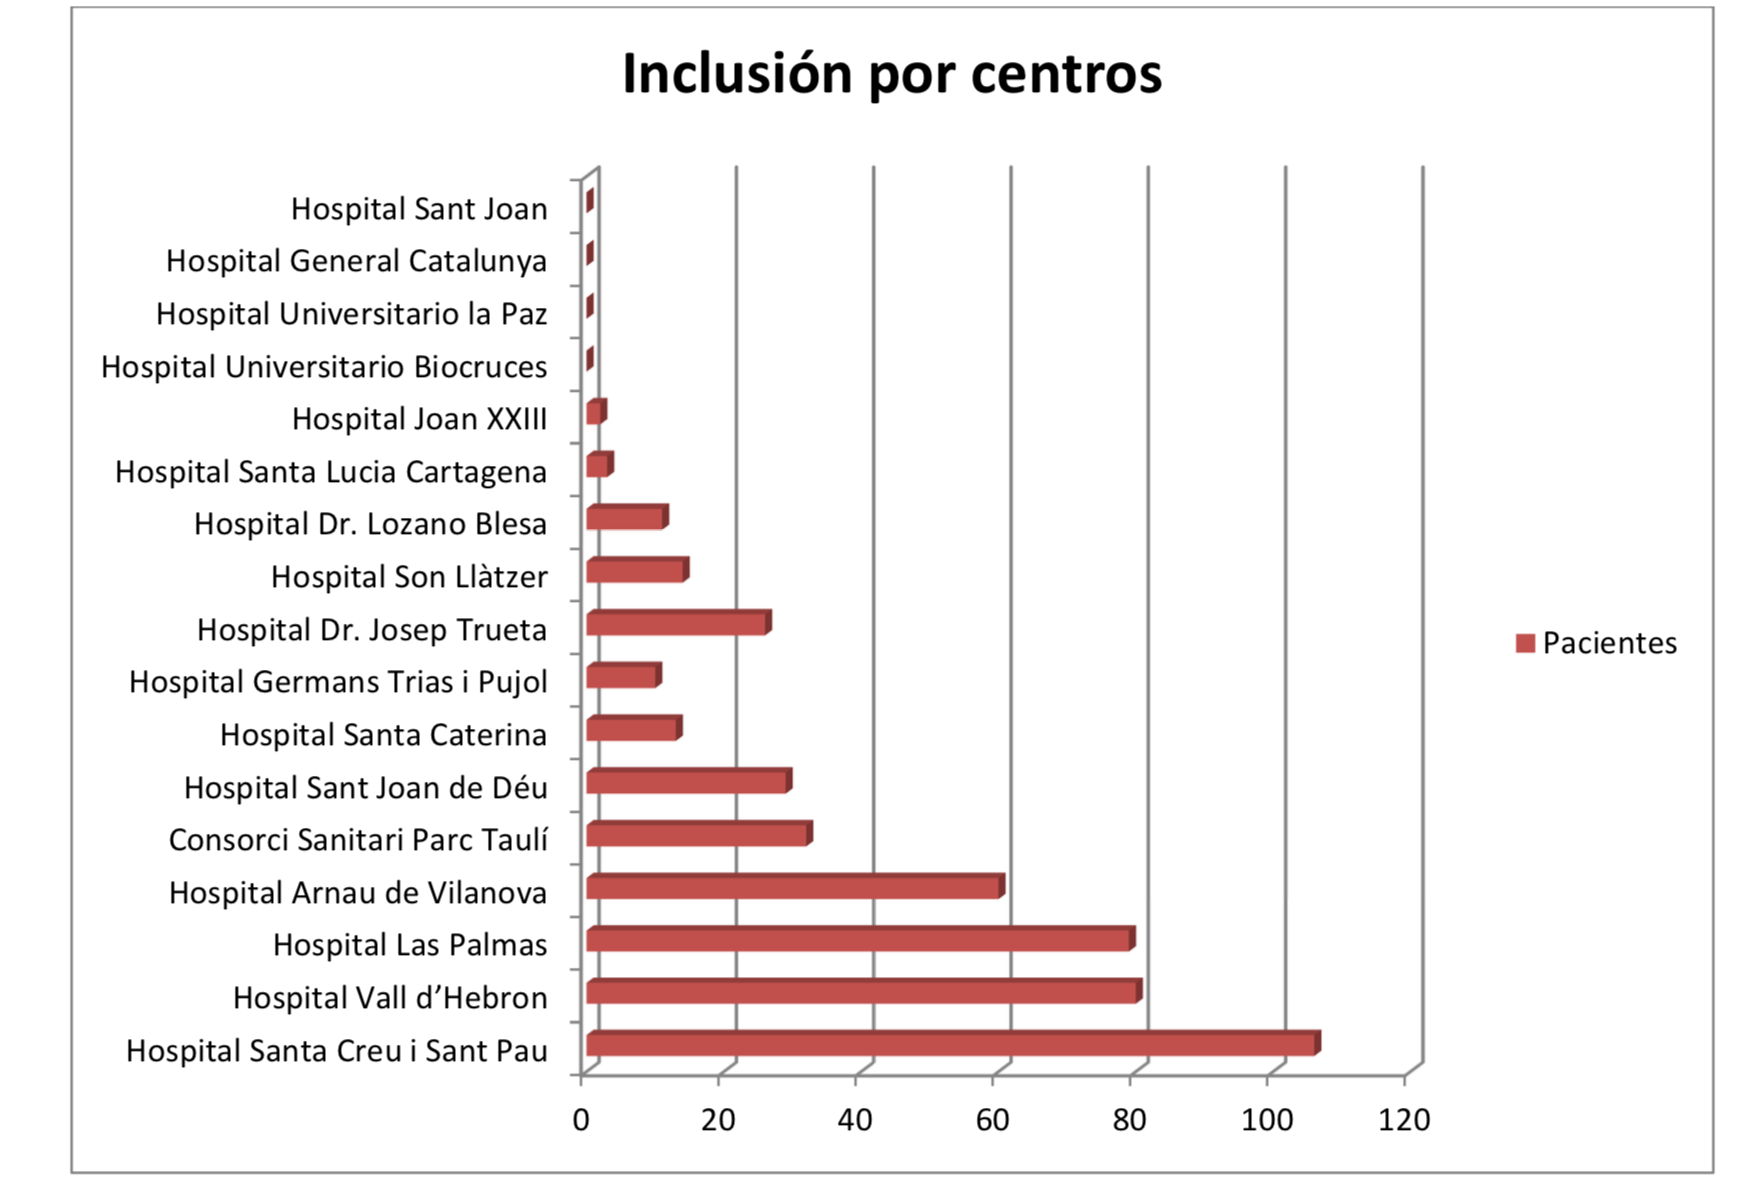 Inclusión por centros
Hospital Sant Joan
Hospital General Catalunya
Hospital Universitario la Paz
Hospital Universitario Biocruces
Hospital Joan XXIII
Hospital Santa Lucia Cartagena
Hospital Dr. Lozano Blesa
Hospital Son Llàtzer
Hospital Dr. Josep Trueta
Hospital Germans Trias i Pujol
Hospital Santa Caterina
Hospital Sant Joan de Déu
Consorci Sanitari Parc Taulí
Hospital Arnau de Vilanova
Hospital Las Palmas
Hospital Vall d’Hebron
Hospital Santa Creu i Sant Pau
0 20 40 60 80 100 120
Pacientes